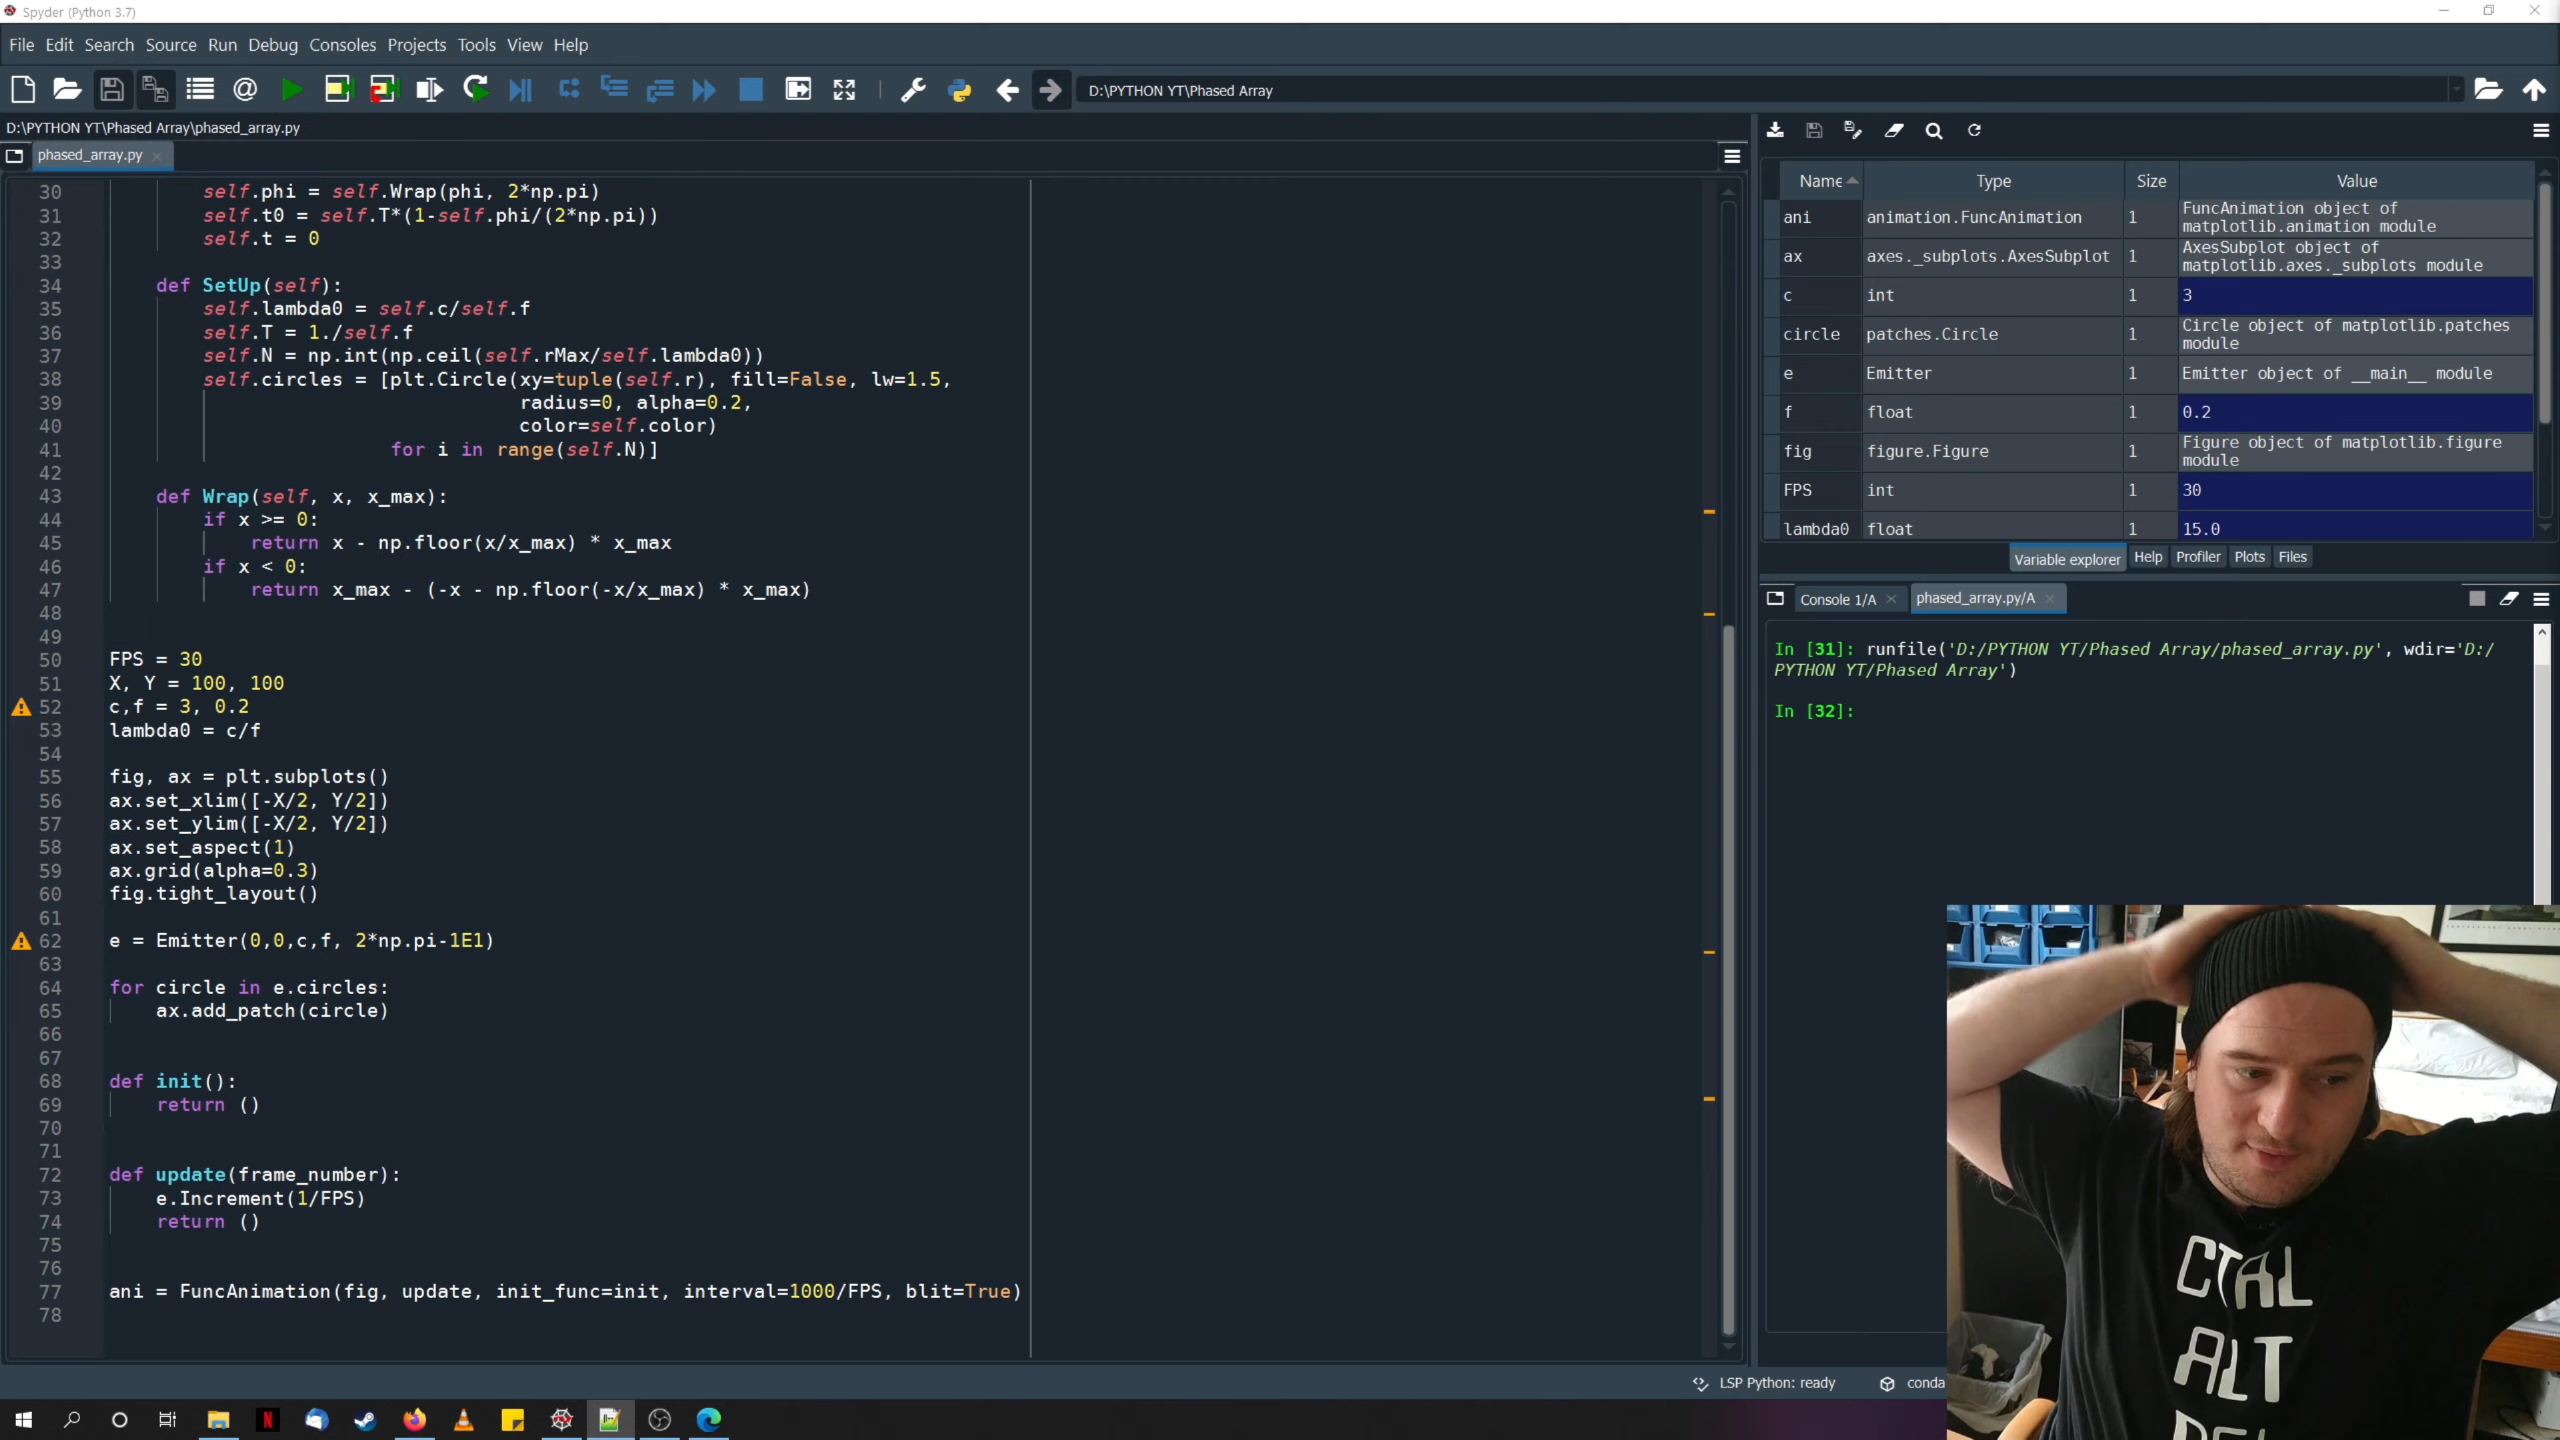 Spyder (Python 3.7)
File Edit Search Source Run Debug Consoles Projects Tools View Help
D:\PYTHON YT\Phased Array
D:\PYTHON YT\Phased Array\phased_array.py
phased_array.py
30 self.phi = self.Wrap(phi, 2*np.pi)
31 self.t0 = self.T*(1-self.phi/(2*np.pi))
32 self.t = 0
33
34 def SetUp(self):
35 self.lambda0 = self.c/self.f
36 self.T = 1./self.f
37 self.N = np.int(np.ceil(self.rMax/self.lambda0))
38 self.circles = [plt.Circle(xy=tuple(self.r), fill=False, lw=1.5,
39 radius=0, alpha=0.2,
40 color=self.color)
41 for i in range(self.N)]
42
43 def Wrap(self, x, x_max):
44 if x >= 0:
45 return x - np.floor(x/x_max) * x_max
46 if x < 0:
47 return x_max - (-x - np.floor(-x/x_max) * x_max)
48
49
50 FPS = 30
51 X, Y = 100, 100
52 c,f = 3, 0.2
53 lambda0 = c/f
54
55 fig, ax = plt.subplots()
56 ax.set_xlim([-X/2, Y/2])
57 ax.set_ylim([-X/2, Y/2])
58 ax.set_aspect(1)
59 ax.grid(alpha=0.3)
60 fig.tight_layout()
61
62 e = Emitter(0,0,c,f, 2*np.pi-1E1)
63
64 for circle in e.circles:
65 ax.add_patch(circle)
66
67
68 def init():
69 return ()
70
71
72 def update(frame_number):
73 e.Increment(1/FPS)
74 return ()
75
76
77 ani = FuncAnimation(fig, update, init_func=init, interval=1000/FPS, blit=True)
78
Name Type Size Value
ani animation.FuncAnimation 1 FuncAnimation object of
matplotlib.animation module
ax axes._subplots.AxesSubplot 1 AxesSubplot object of
matplotlib.axes._subplots module
c int 1 3
circle patches.Circle 1 Circle object of matplotlib.patches
module
e Emitter 1 Emitter object of __main__ module
f float 1 0.2
fig figure.Figure 1 Figure object of matplotlib.figure
module
FPS int 1 30
lambda0 float 1 15.0
Variable explorer Help Profiler Plots Files
Console 1/A phased_array.py/A
In [31]: runfile('D:/PYTHON YT/Phased Array/phased_array.py', wdir='D:/
PYTHON YT/Phased Array')
In [32]:
CTRL
ALT
LSP Python: ready conda